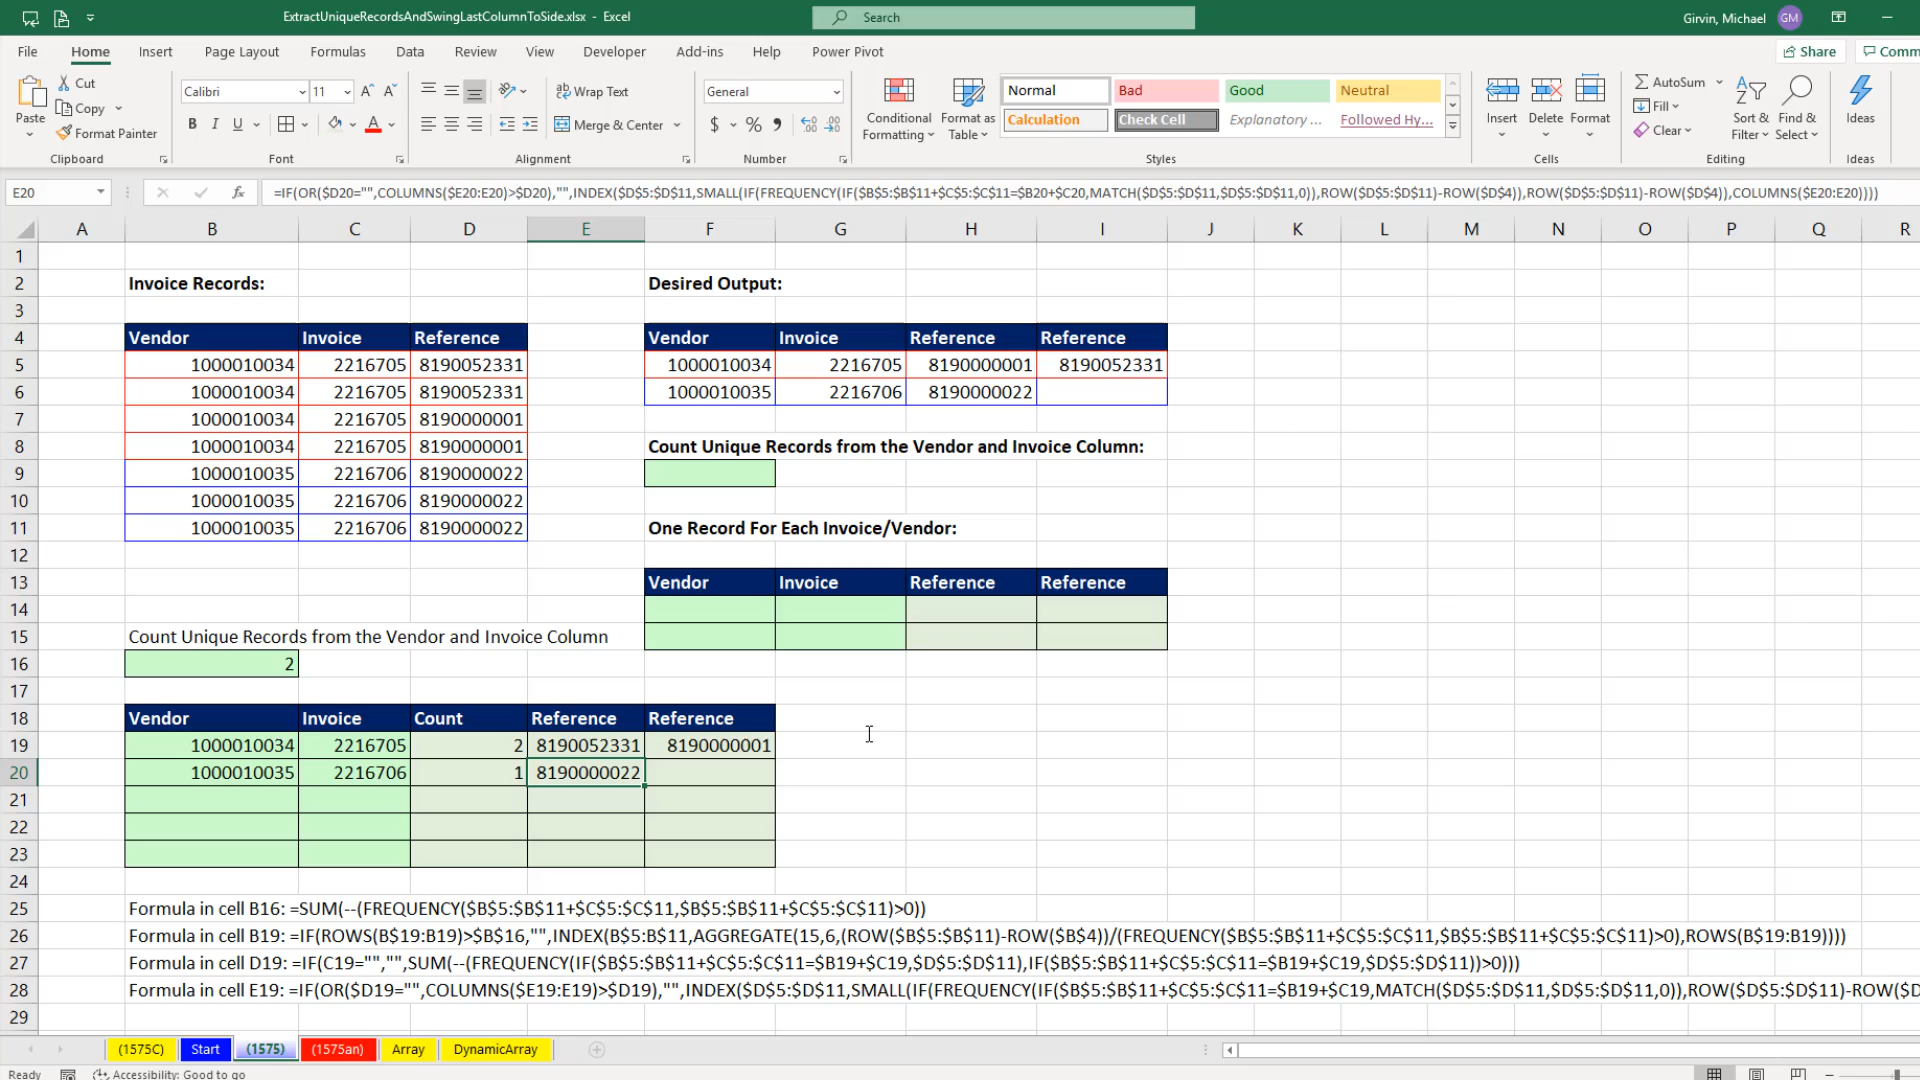 ExtractUniqueRecordsAndSwingLastColumnToSide.xlsx - Excel
Search
Girvin, Michael GM
File Home Insert Page Layout Formulas Data Review View Developer Add-ins Help Power Pivot Share Comm
Paste Cut Copy Format Painter Clipboard
Calibri 11 B I U Font
Wrap Text Merge & Center Alignment
General $ % Number
Conditional Formatting Format as Table
Normal Bad Good Neutral
Calculation Check Cell Explanatory ... Followed Hy...
Styles
Insert Delete Format Cells
AutoSum Fill Clear Sort & Filter Find & Select Editing
Ideas Ideas
E20 fx =IF(OR($D20="",COLUMNS($E20:E20)>$D20),"",INDEX($D$5:$D$11,SMALL(IF(FREQUENCY(IF($B$5:$B$11+$C$5:$C$11=$B20+$C20,MATCH($D$5:$D$11,$D$5:$D$11,0)),ROW($D$5:$D$11)-ROW($D$4)),ROW($D$5:$D$11)-ROW($D$4)),COLUMNS($E20:E20))))
A B C D E F G H I J K L M N O P Q R
1
2 Invoice Records: Desired Output:
3
4 Vendor Invoice Reference Vendor Invoice Reference Reference
5 1000010034 2216705 8190052331 1000010034 2216705 8190000001 8190052331
6 1000010034 2216705 8190052331 1000010035 2216706 8190000022
7 1000010034 2216705 8190000001
8 1000010034 2216705 8190000001 Count Unique Records from the Vendor and Invoice Column:
9 1000010035 2216706 8190000022
10 1000010035 2216706 8190000022
11 1000010035 2216706 8190000022 One Record For Each Invoice/Vendor:
12
13 Vendor Invoice Reference Reference
14
15 Count Unique Records from the Vendor and Invoice Column
16 2
17
18 Vendor Invoice Count Reference Reference
19 1000010034 2216705 2 8190052331 8190000001
20 1000010035 2216706 1 8190000022
21
22
23
24
25 Formula in cell B16: =SUM(--(FREQUENCY($B$5:$B$11+$C$5:$C$11,$B$5:$B$11+$C$5:$C$11)>0))
26 Formula in cell B19: =IF(ROWS(B$19:B19)>$B$16,"",INDEX(B$5:B$11,AGGREGATE(15,6,(ROW($B$5:$B$11)-ROW($B$4))/(FREQUENCY($B$5:$B$11+$C$5:$C$11,$B$5:$B$11+$C$5:$C$11)>0),ROWS(B$19:B19))))
27 Formula in cell D19: =IF(C19="","",SUM(--(FREQUENCY(IF($B$5:$B$11+$C$5:$C$11=$B19+$C19,$D$5:$D$11),IF($B$5:$B$11+$C$5:$C$11=$B19+$C19,$D$5:$D$11))>0)))
28 Formula in cell E19: =IF(OR($D19="",COLUMNS($E19:E19)>$D19),"",INDEX($D$5:$D$11,SMALL(IF(FREQUENCY(IF($B$5:$B$11+$C$5:$C$11=$B19+$C19,MATCH($D$5:$D$11,$D$5:$D$11,0)),ROW($D$5:$D$11)-ROW($D
29
(1575C) Start (1575) (1575an) Array DynamicArray
Ready Accessibility: Good to go